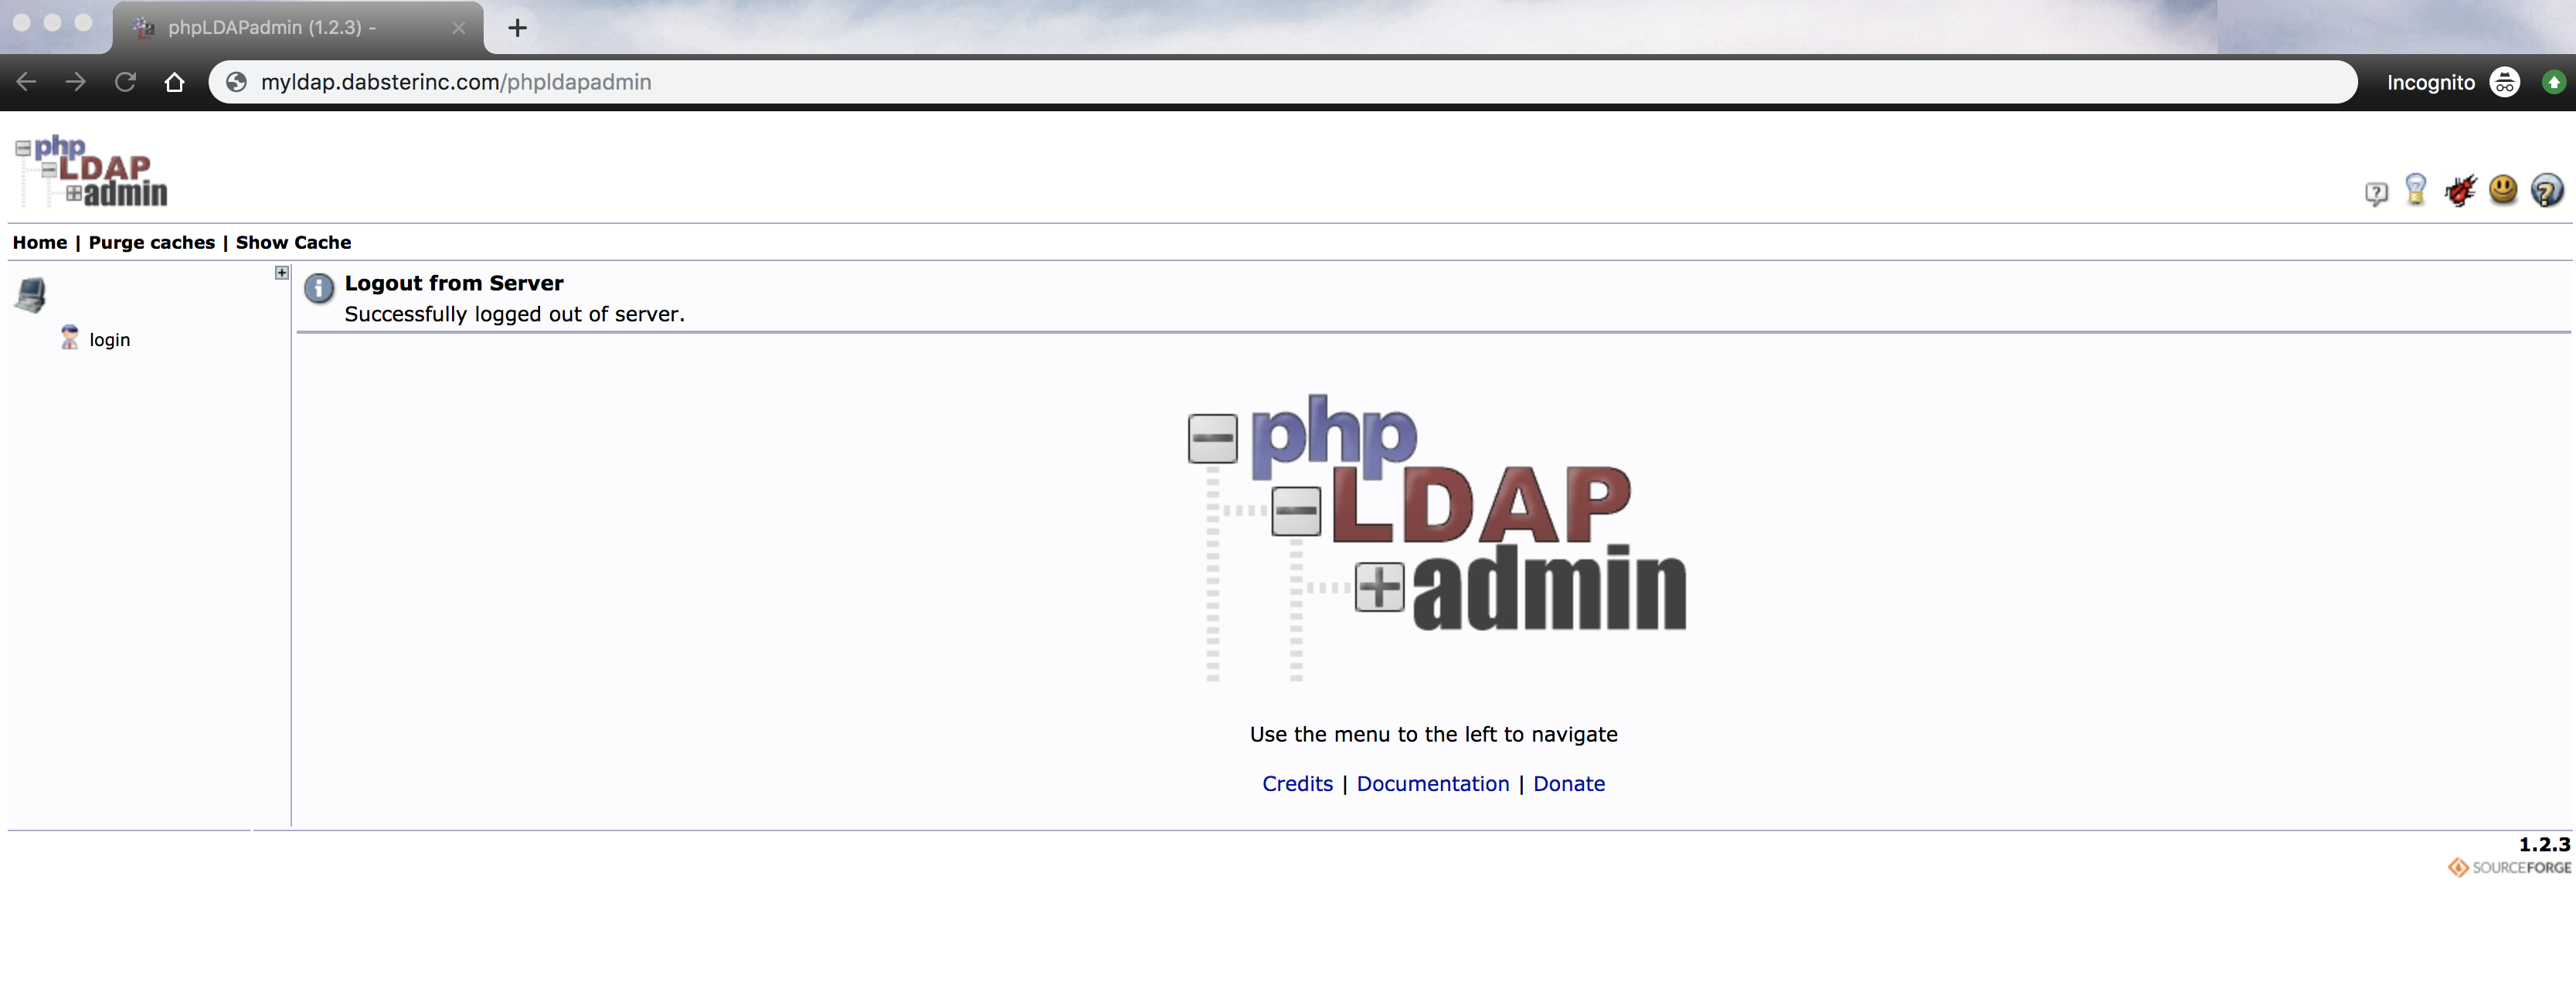 phpLDAPadmin (1.2.3) -
myldap.dabsterinc.com/phpldapadmin
Incognito
php
LDAP
admin
Home | Purge caches | Show Cache
Logout from Server
Successfully logged out of server.
login
php
LDAP
admin
Use the menu to the left to navigate
Credits | Documentation | Donate
1.2.3
SOURCEFORGE